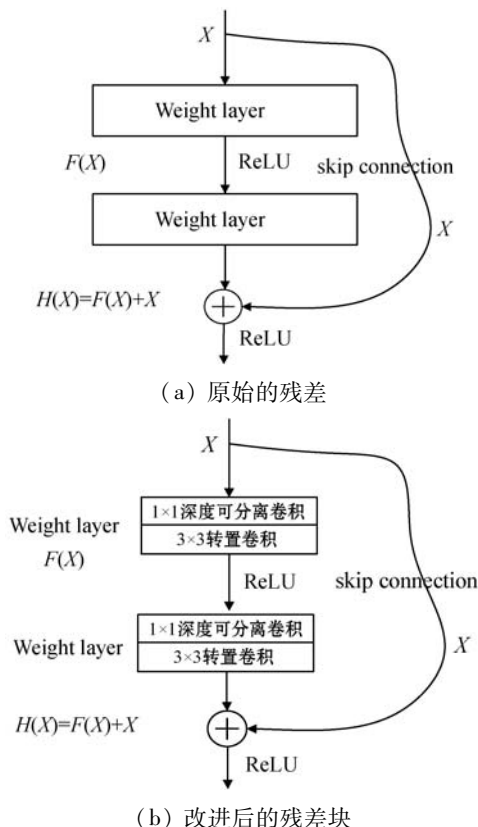 X
Weight layer
F(X)
ReLU
skip connection
Weight layer
X
H(X)=F(X)+X
ReLU
（a）原始的残差
X
1×1深度可分离卷积
Weight layer
3×3转置卷积
F(X)
ReLU
skip connection
1×1深度可分离卷积
Weight layer
3×3转置卷积
X
H(X)=F(X)+X
ReLU
（b）改进后的残差块